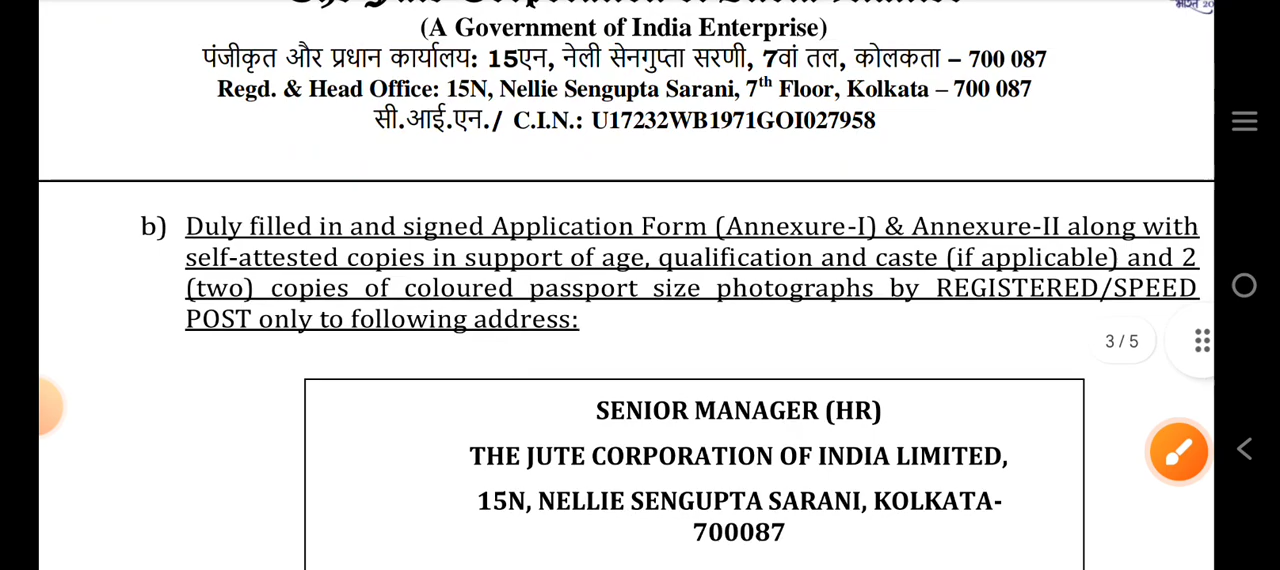 (A Government of India Enterprise)
पंजीकृत और प्रधान कार्यालय: 15एन, नेली सेनगुप्ता सरणी, 7वां तल, कोलकता – 700 087
Regd. & Head Office: 15N, Nellie Sengupta Sarani, 7th Floor, Kolkata – 700 087
सी.आई.एन./ C.I.N.: U17232WB1971GOI027958
b) Duly filled in and signed Application Form (Annexure-I) & Annexure-II along with
self-attested copies in support of age, qualification and caste (if applicable) and 2
(two) copies of coloured passport size photographs by REGISTERED/SPEED
POST only to following address:
3 / 5
SENIOR MANAGER (HR)
THE JUTE CORPORATION OF INDIA LIMITED,
15N, NELLIE SENGUPTA SARANI, KOLKATA-
700087